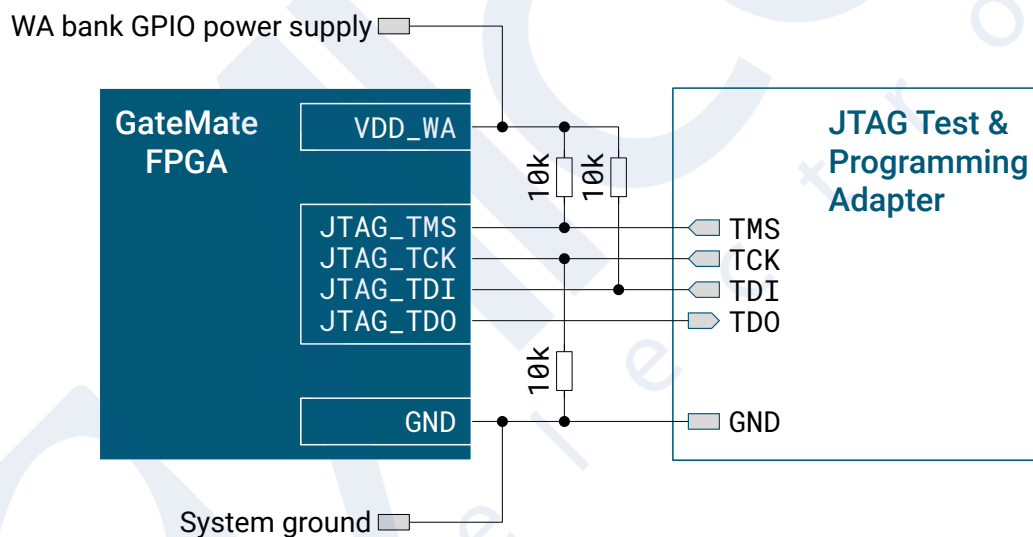 WA bank GPIO power supply
GateMate
FPGA
VDD_WA
JTAG_TMS
JTAG_TCK
JTAG_TDI
JTAG_TDO
GND
10k
10k
10k
JTAG Test &
Programming
Adapter
TMS
TCK
TDI
TDO
GND
System ground